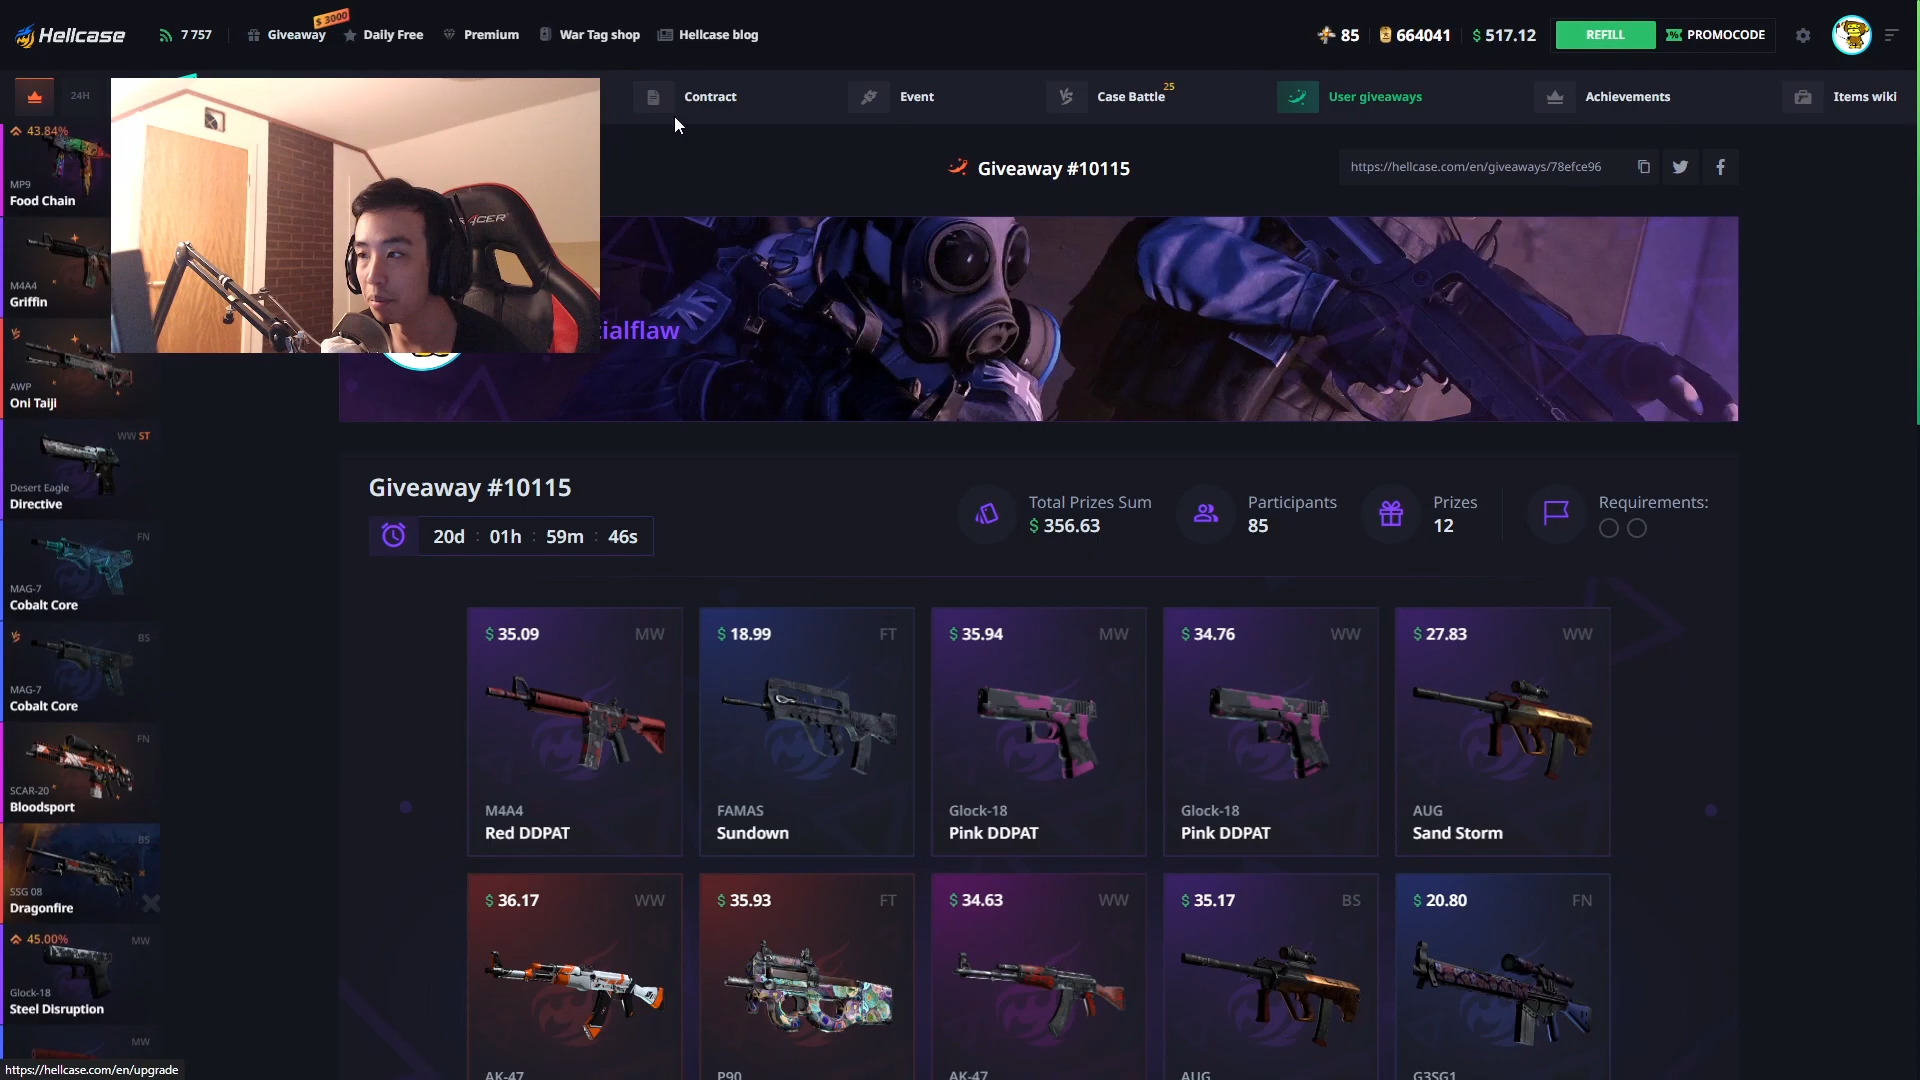 Hellcase
7 757
Giveaway
$ 3000
Daily Free
Premium
War Tag shop
Hellcase blog
85
664041
$ 517.12
REFILL
PROMOCODE
24H
Contract
Event
Case Battle
25
User giveaways
Achievements
Items wiki
43.84%
MP9
Food Chain
M4A4
Griffin
AWP
Oni Taiji
WW ST
Desert Eagle
Directive
FN
MAG-7
Cobalt Core
BS
MAG-7
Cobalt Core
FN
SCAR-20
Bloodsport
BS
SSG 08
Dragonfire
45.00%
MW
Glock-18
Steel Disruption
MW
https://hellcase.com/en/upgrade
Giveaway #10115
https://hellcase.com/en/giveaways/78efce96
cialflaw
Giveaway #10115
20d : 01h : 59m : 46s
Total Prizes Sum
$ 356.63
Participants
85
Prizes
12
Requirements:
$ 35.09 MW
M4A4
Red DDPAT
$ 18.99 FT
FAMAS
Sundown
$ 35.94 MW
Glock-18
Pink DDPAT
$ 34.76 WW
Glock-18
Pink DDPAT
$ 27.83 WW
AUG
Sand Storm
$ 36.17 WW
AK-47
$ 35.93 FT
P90
$ 34.63 WW
AK-47
$ 35.17 BS
AUG
$ 20.80 FN
G3SG1